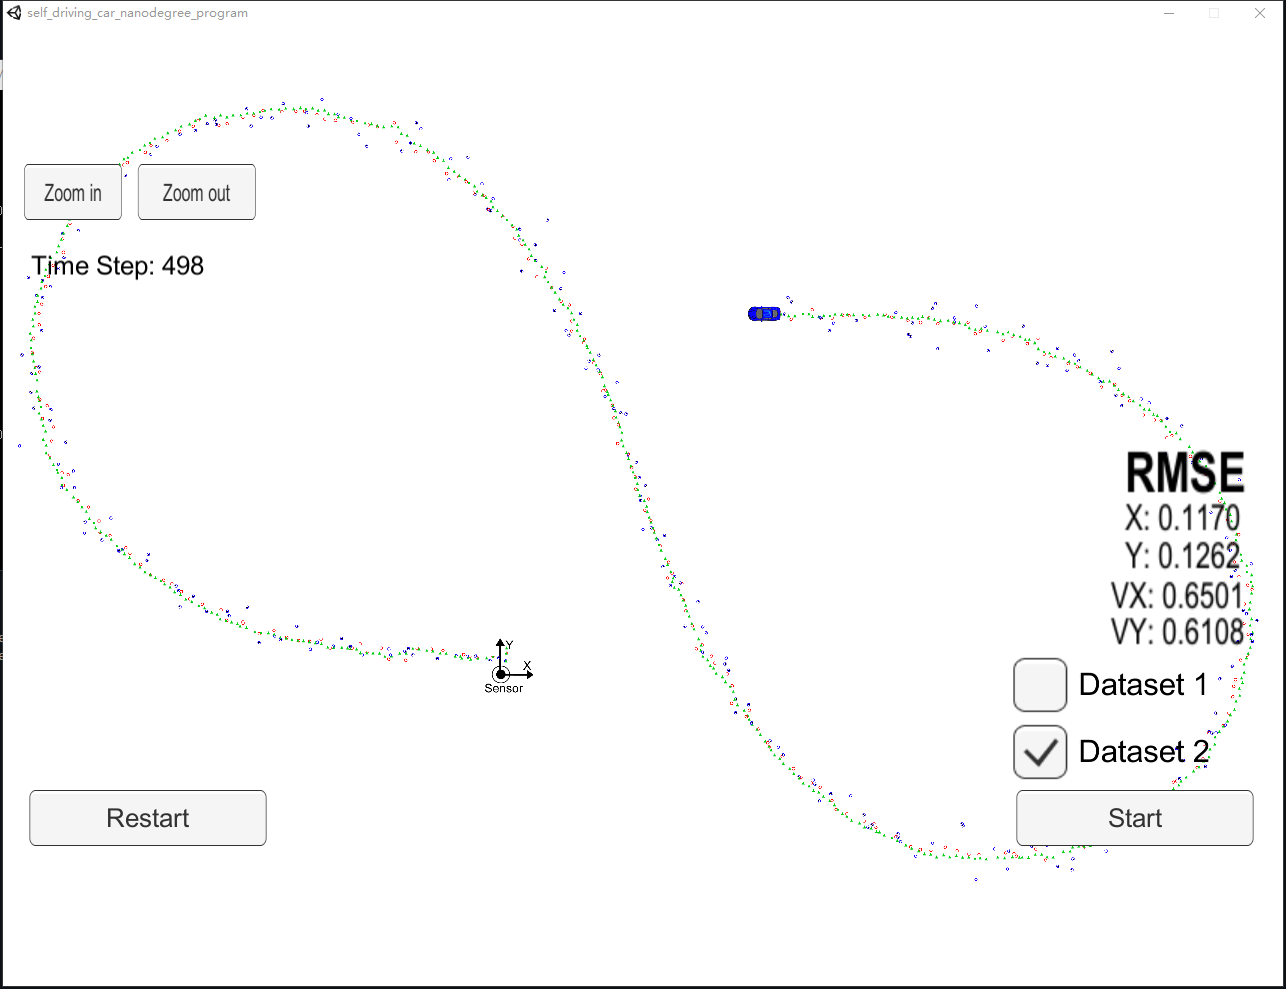 self_driving_car_nanodegree_program
Zoom in
Zoom out
Time Step: 498
RMSE
X: 0.1170
Y: 0.1262
VX: 0.6501
VY: 0.6108
Y
X
Sensor
Dataset 1
Dataset 2
Restart
Start